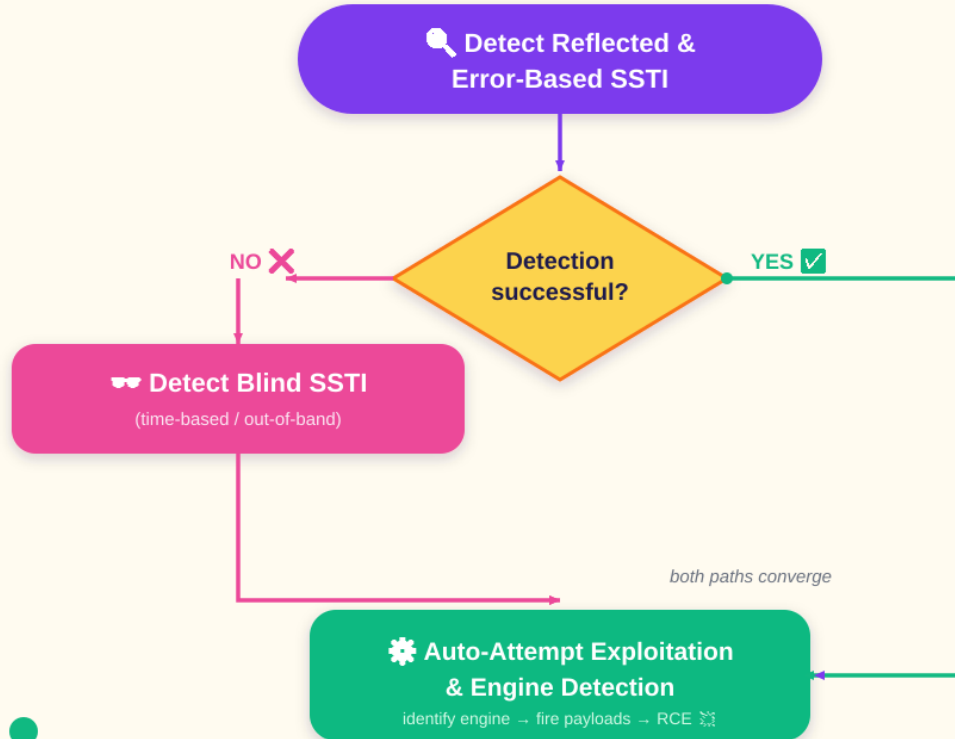 🔍 Detect Reflected &
Error-Based SSTI
Detection
successful?
NO ❌
YES ✅
🕶️ Detect Blind SSTI
(time-based / out-of-band)
both paths converge
⚙️ Auto-Attempt Exploitation
& Engine Detection
identify engine → fire payloads → RCE 💥